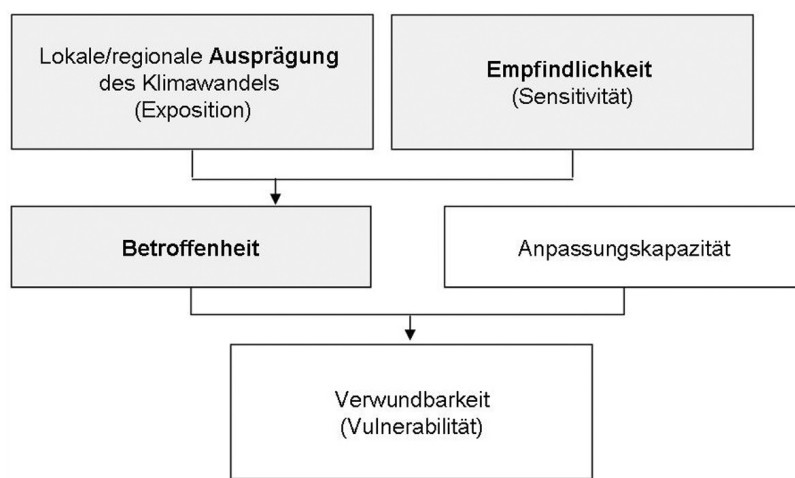 Lokale/regionale Ausprägung
des Klimawandels
(Exposition)
Empfindlichkeit
(Sensitivität)
Betroffenheit
Anpassungskapazität
Verwundbarkeit
(Vulnerabilität)